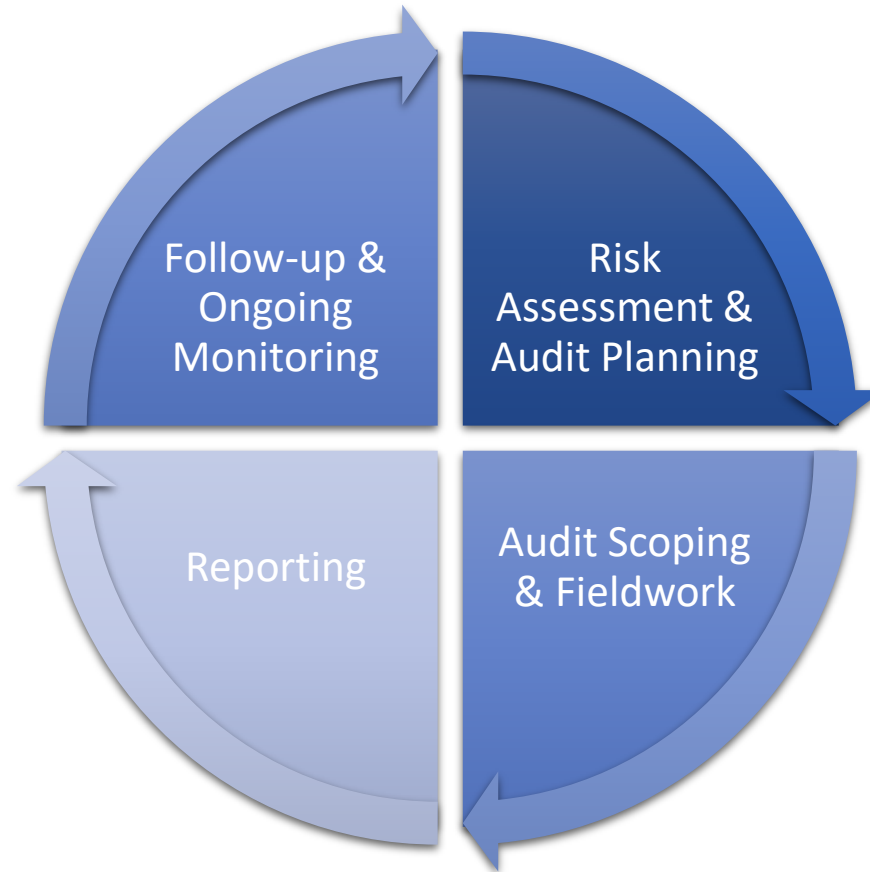 Follow-up &
Ongoing
Monitoring
Risk
Assessment &
Audit Planning
Reporting
Audit Scoping
& Fieldwork